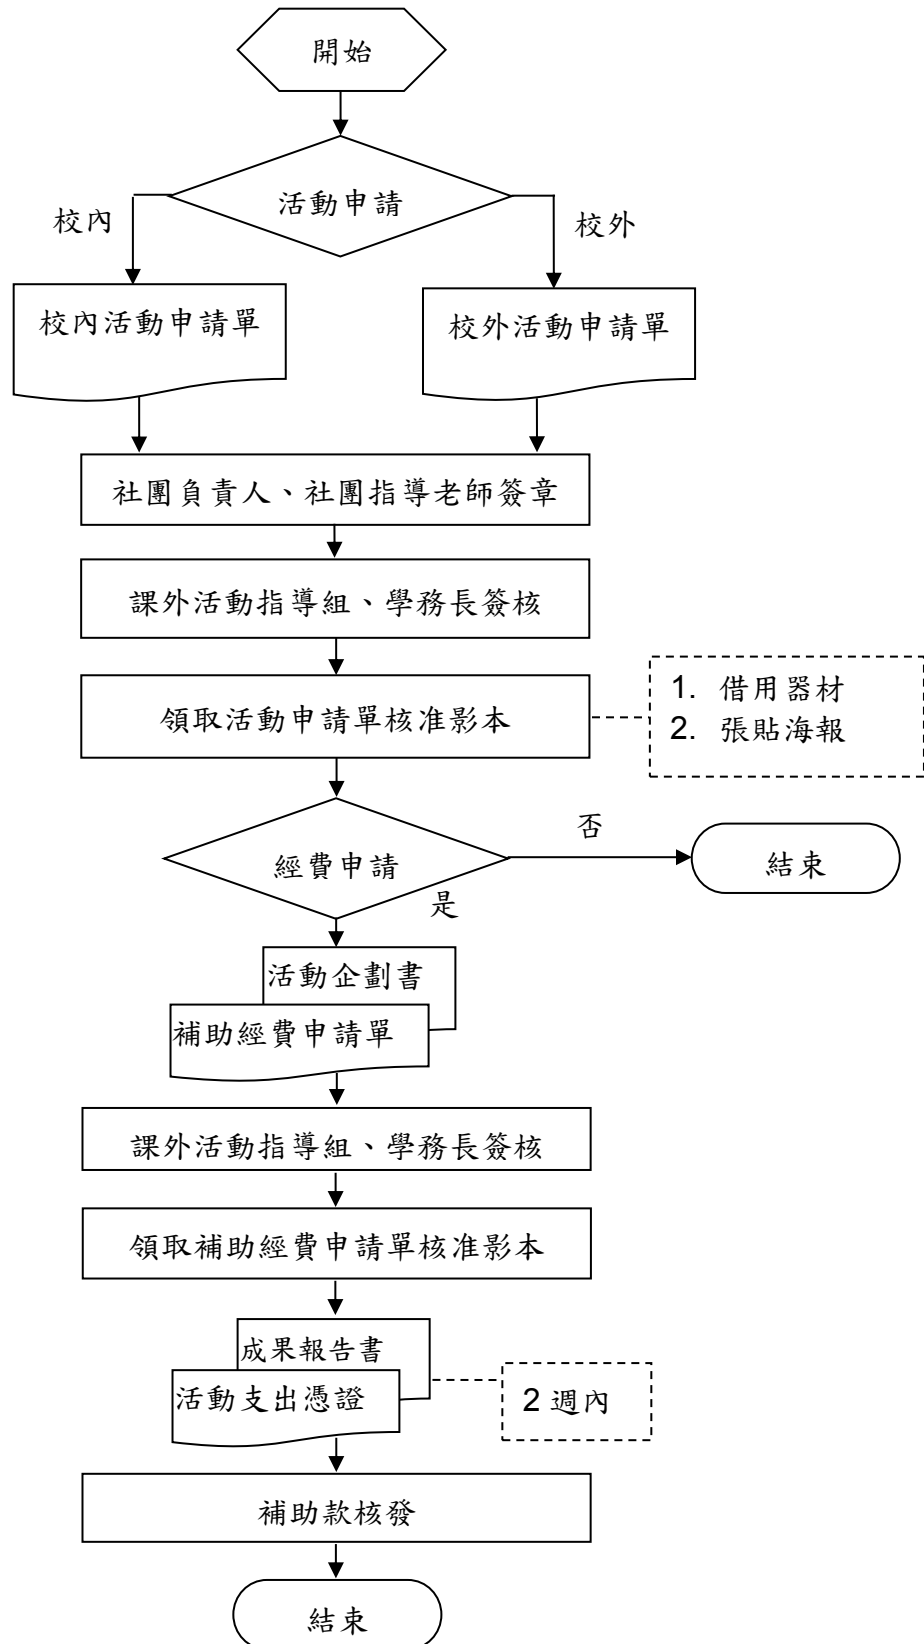 開始
活動申請
校內
校外
校內活動申請單
校外活動申請單
社團負責人、社團指導老師簽章
課外活動指導組、學務長簽核
領取活動申請單核准影本
1. 借用器材
2. 張貼海報
經費申請
否
結束
是
活動企劃書
補助經費申請單
課外活動指導組、學務長簽核
領取補助經費申請單核准影本
成果報告書
活動支出憑證
2 週內
補助款核發
結束